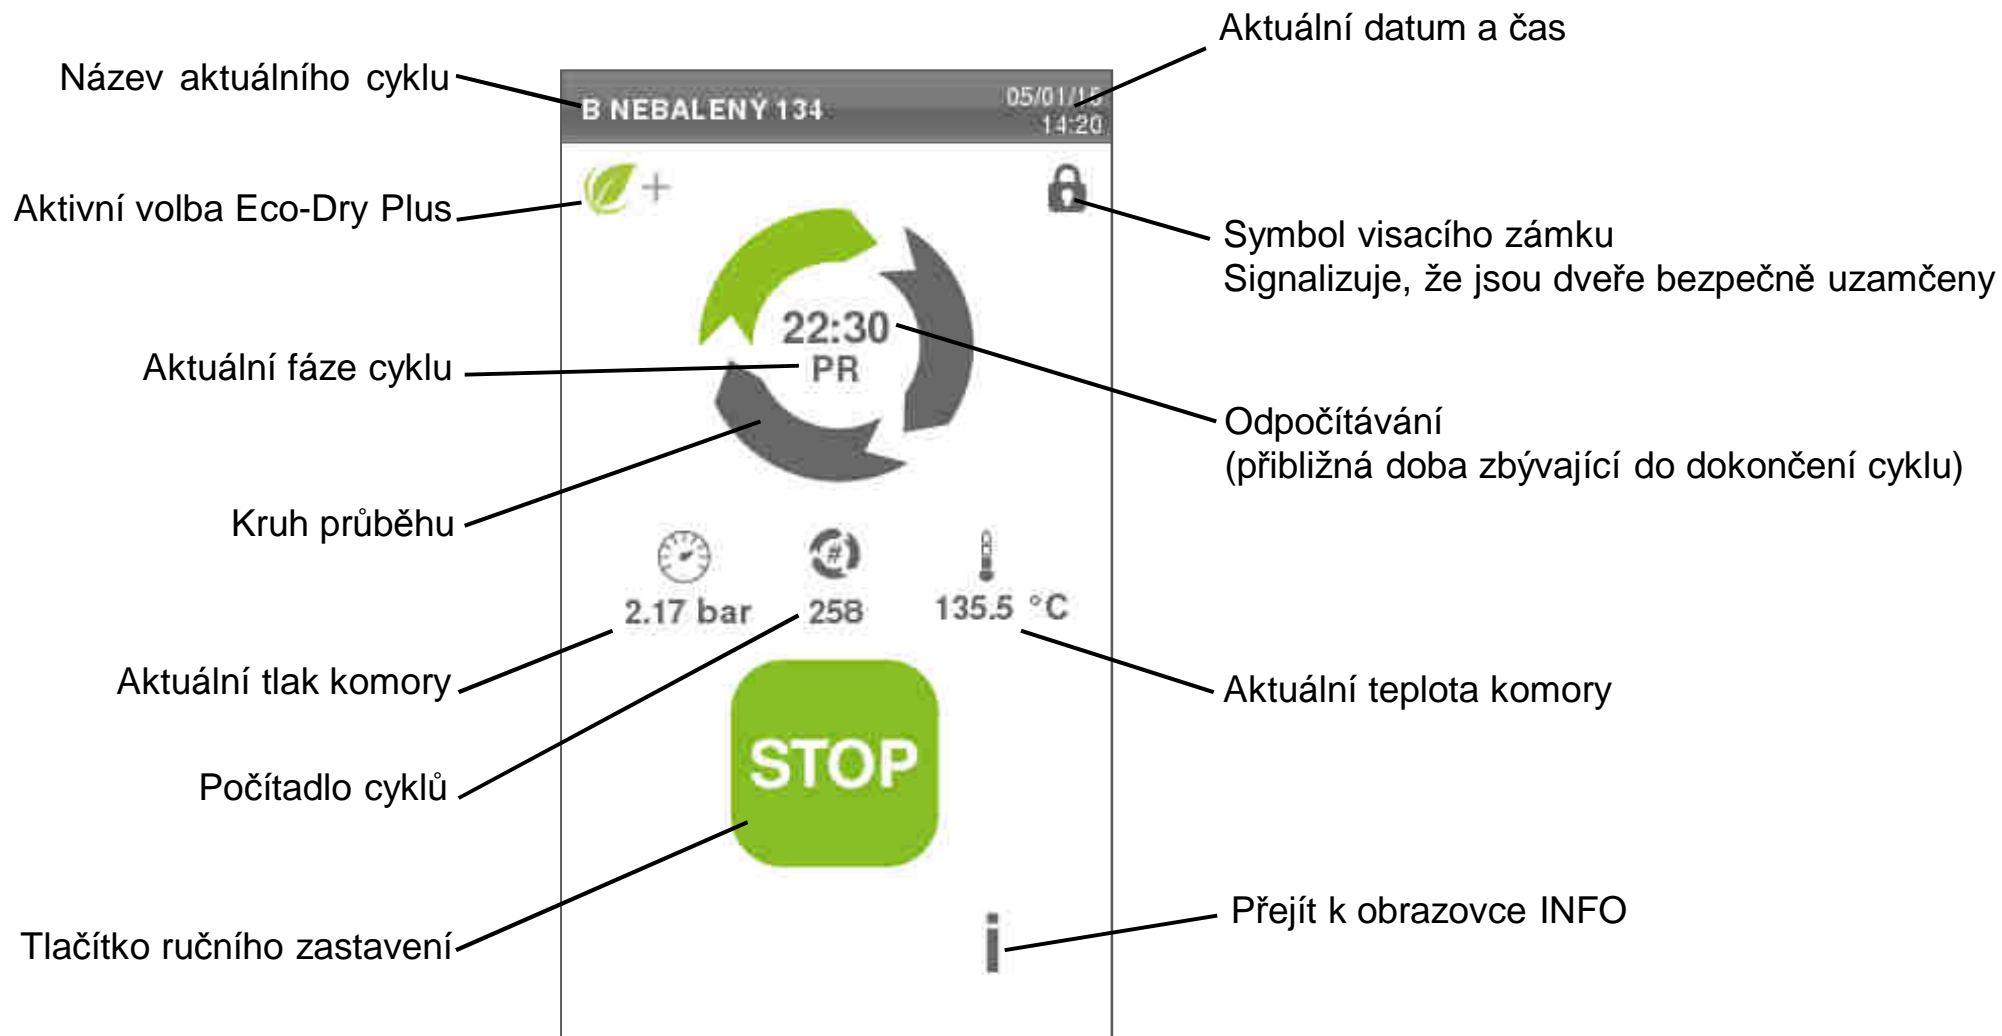 Aktuální datum a čas
Název aktuálního cyklu
B NEBALENÝ 134
14:20
Aktivní volba Eco-Dry Plus
Symbol visacího zámku
Signalizuje, že jsou dveře bezpečně uzamčeny
22:30
PR
Aktuální fáze cyklu
Odpočítávání
(přibližná doba zbývající do dokončení cyklu)
Kruh průběhu
#
2.17 bar
258
135.5 °C
Aktuální tlak komory
Aktuální teplota komory
STOP
Počítadlo cyklů
Přejít k obrazovce INFO
Tlačítko ručního zastavení
i